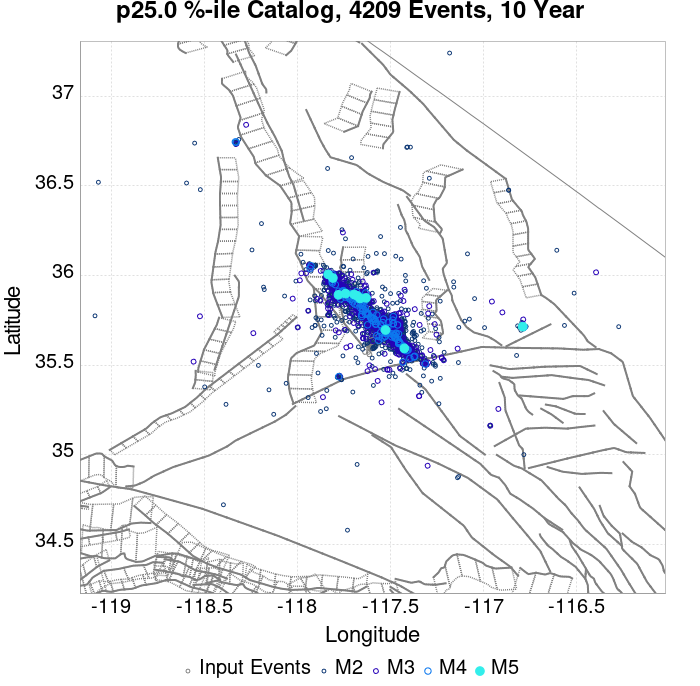 p25.0 %-ile Catalog, 4209 Events, 10 Year
37
36.5
36
35.5
35
34.5
Latitude
-119 -118.5 -118 -117.5 -117 -116.5
Longitude
Input Events M2 M3 M4 M5